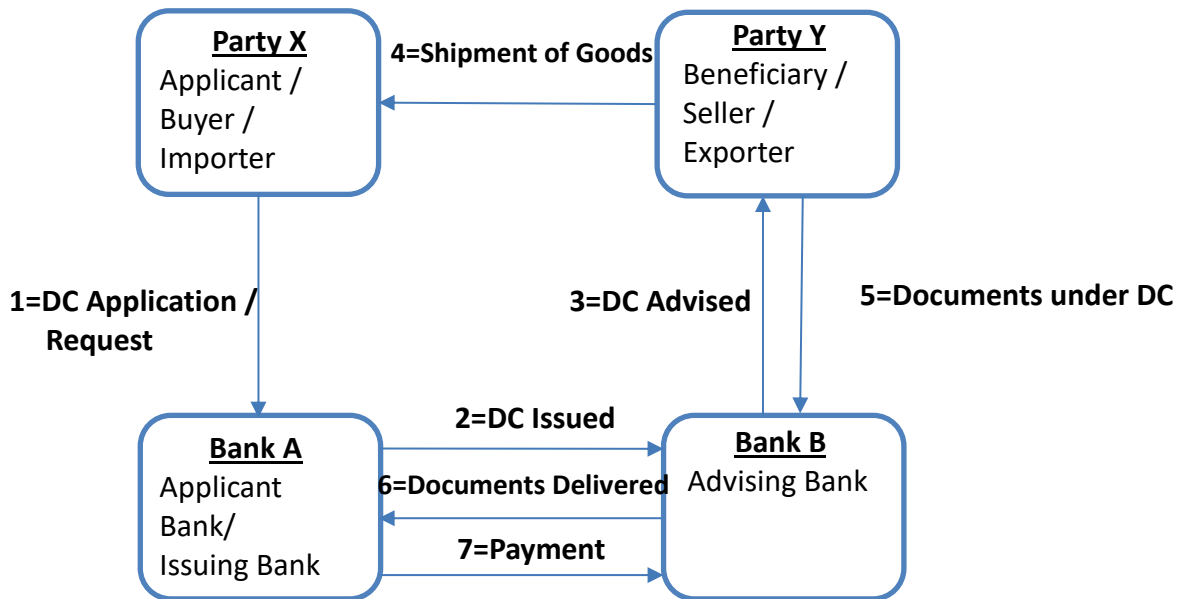 Party X
Applicant /
Buyer /
Importer
4=Shipment of Goods
Party Y
Beneficiary /
Seller /
Exporter
1=DC Application /
Request
3=DC Advised
5=Documents under DC
Bank A
Applicant
Bank/
Issuing Bank
2=DC Issued
6=Documents Delivered
7=Payment
Bank B
Advising Bank